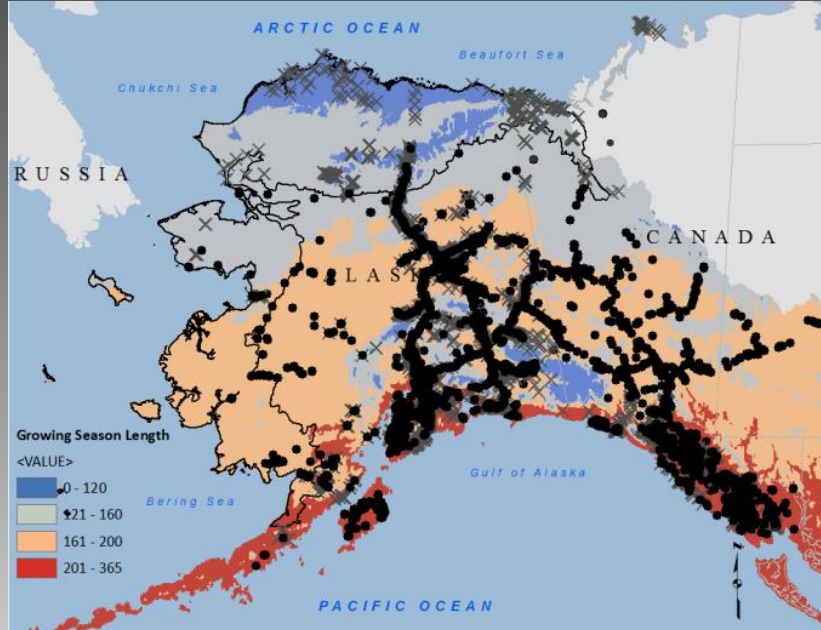 ARCTIC OCEAN
Beaufort Sea
Chukchi Sea
RUSSIA
CANADA
ALAS
Growing Season Length
<VALUE>
0 - 120
121 - 160
161 - 200
201 - 365
Bering Sea
Gulf of Alaska
PACIFIC OCEAN
N